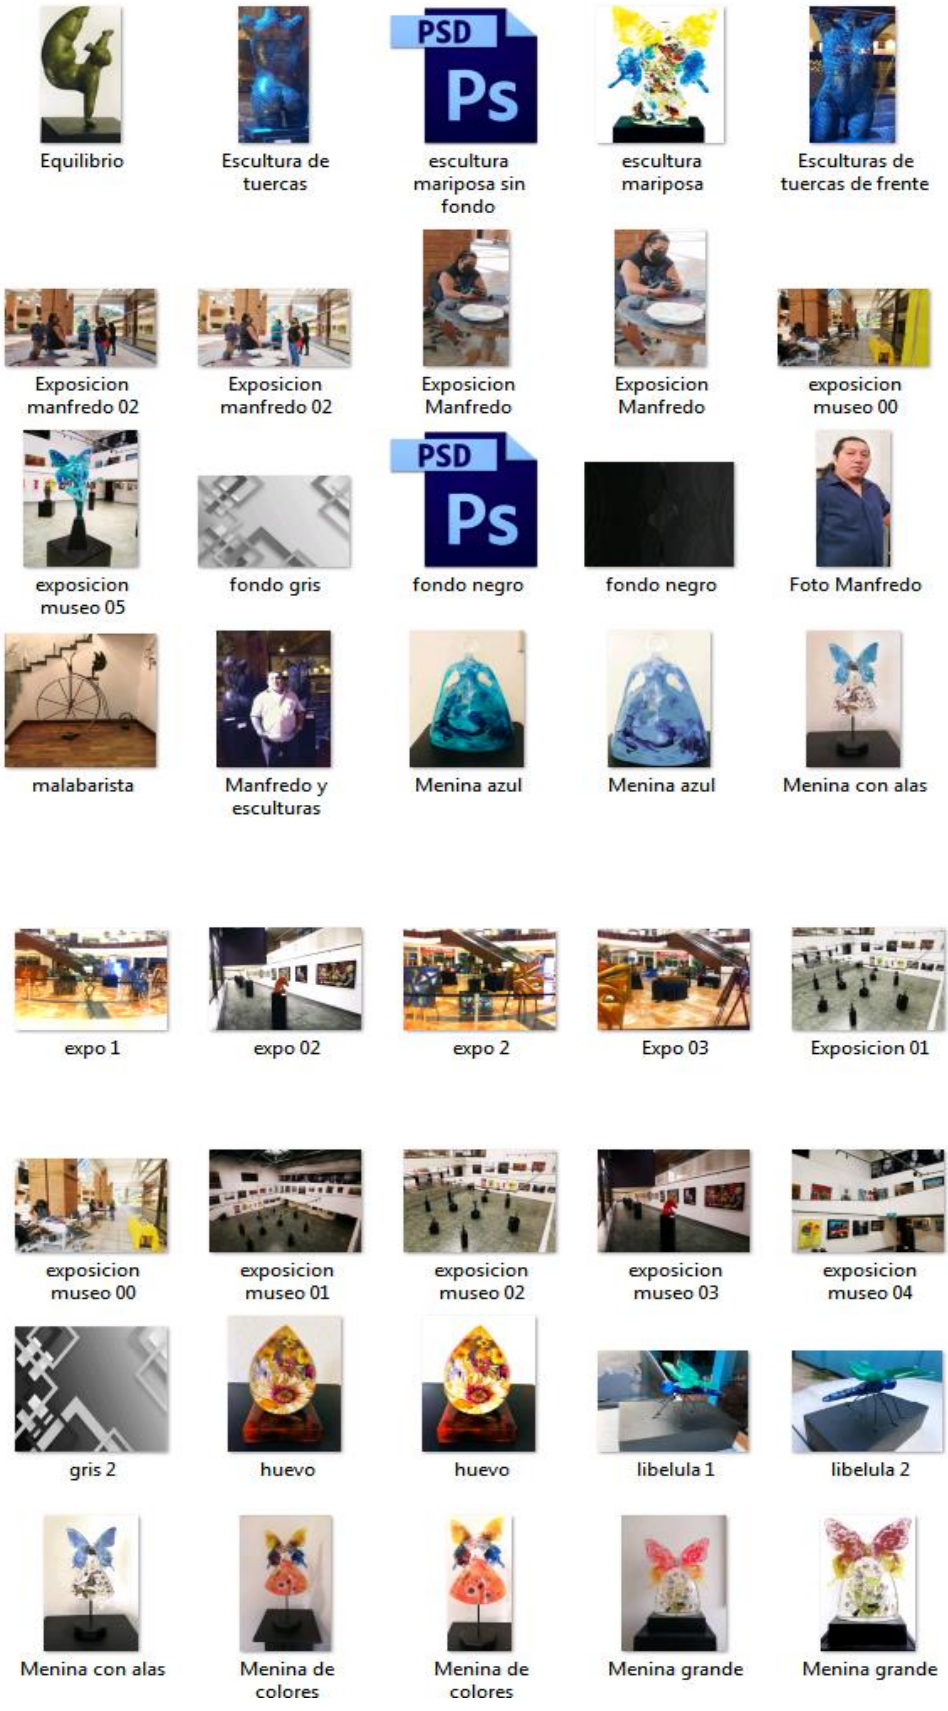 Equilibrio
Escultura de
tuercas
PSD
Ps
escultura
mariposa sin
fondo
escultura
mariposa
Esculturas de
tuercas de frente
Exposicion
manfredo 02
Exposicion
manfredo 02
Exposicion
Manfredo
Exposicion
Manfredo
exposicion
museo 00
exposicion
museo 05
fondo gris
PSD
Ps
fondo negro
fondo negro
Foto Manfredo
malabarista
Manfredo y
esculturas
Menina azul
Menina azul
Menina con alas
expo 1
expo 02
expo 2
Expo 03
Exposicion 01
exposicion
museo 00
exposicion
museo 01
exposicion
museo 02
exposicion
museo 03
exposicion
museo 04
gris 2
huevo
huevo
libelula 1
libelula 2
Menina con alas
Menina de
colores
Menina de
colores
Menina grande
Menina grande